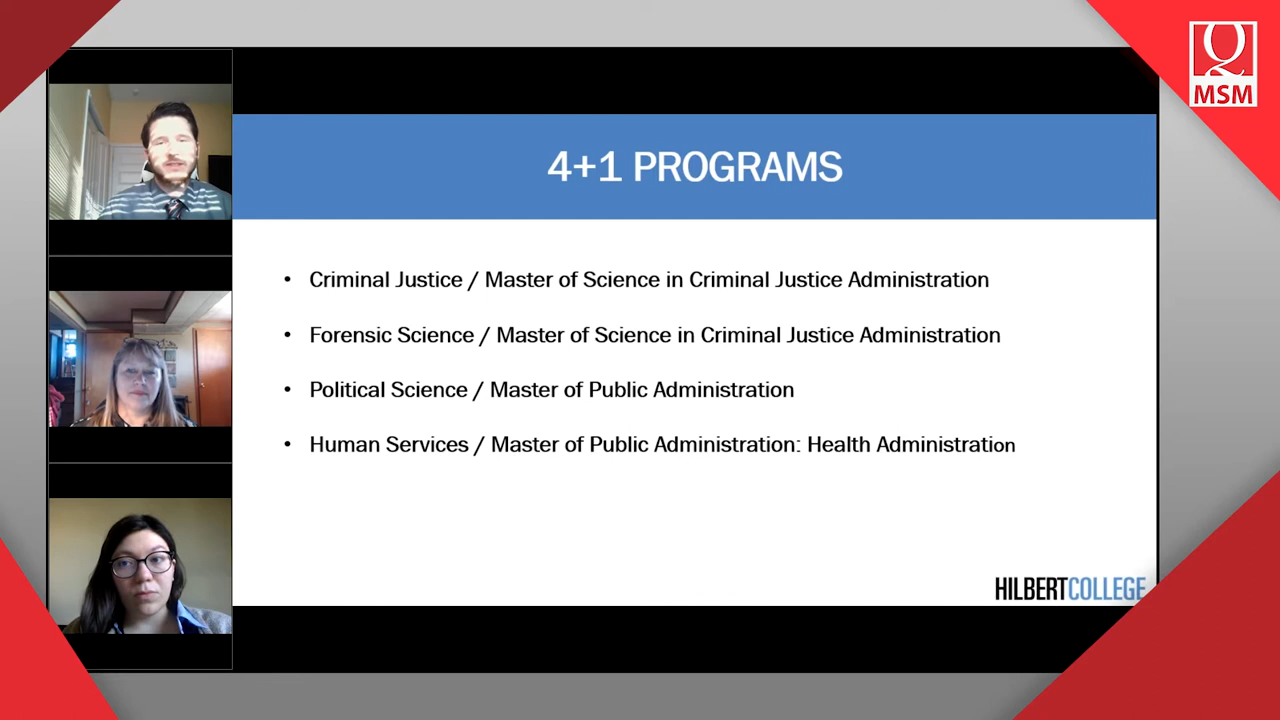 MSM
4+1 PROGRAMS
• Criminal Justice / Master of Science in Criminal Justice Administration
• Forensic Science / Master of Science in Criminal Justice Administration
• Political Science / Master of Public Administration
• Human Services / Master of Public Administration: Health Administration
HILBERTCOLLEGE